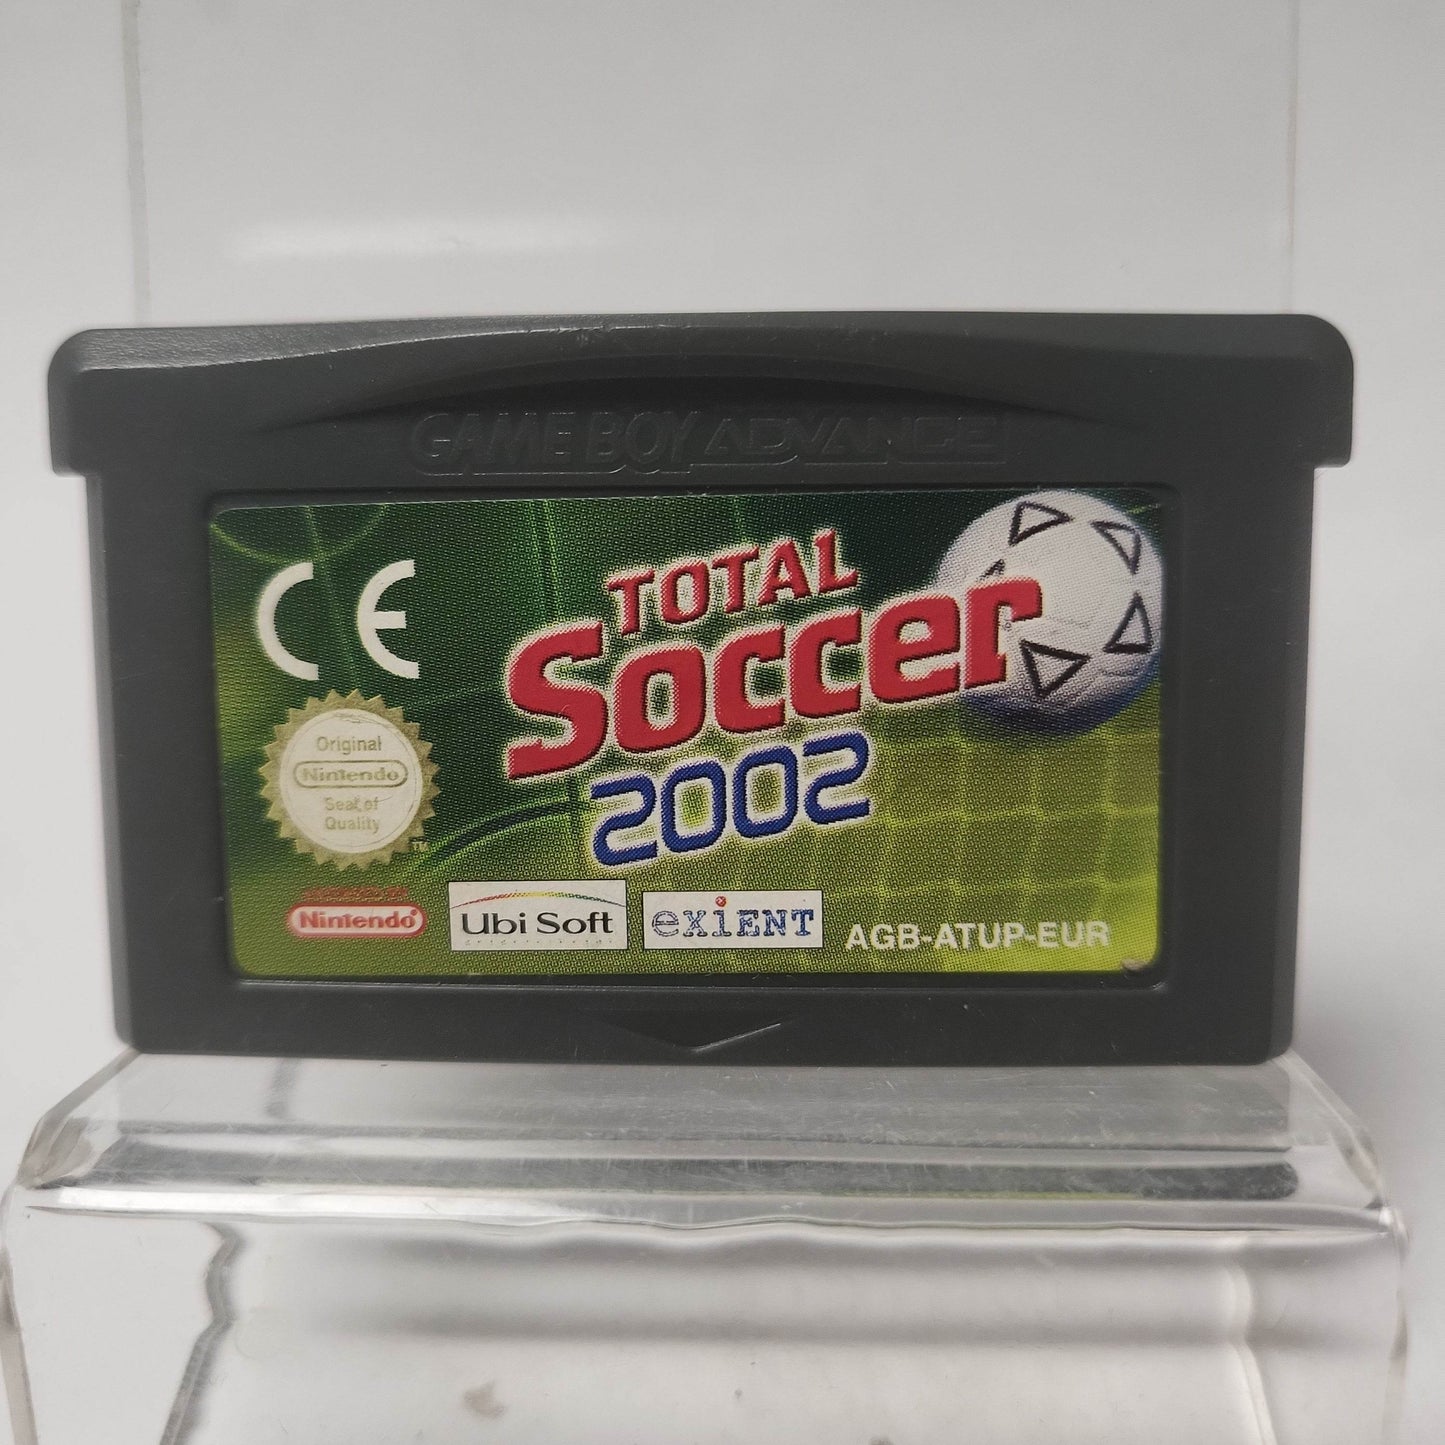 GAME BOY ADVANCE
CE
TOTAL
Soccer
2002
Original
Nintendo
Seal of
Quality
TM
Nintendo
Ubi Soft
exiENT
AGB-ATUP-EUR